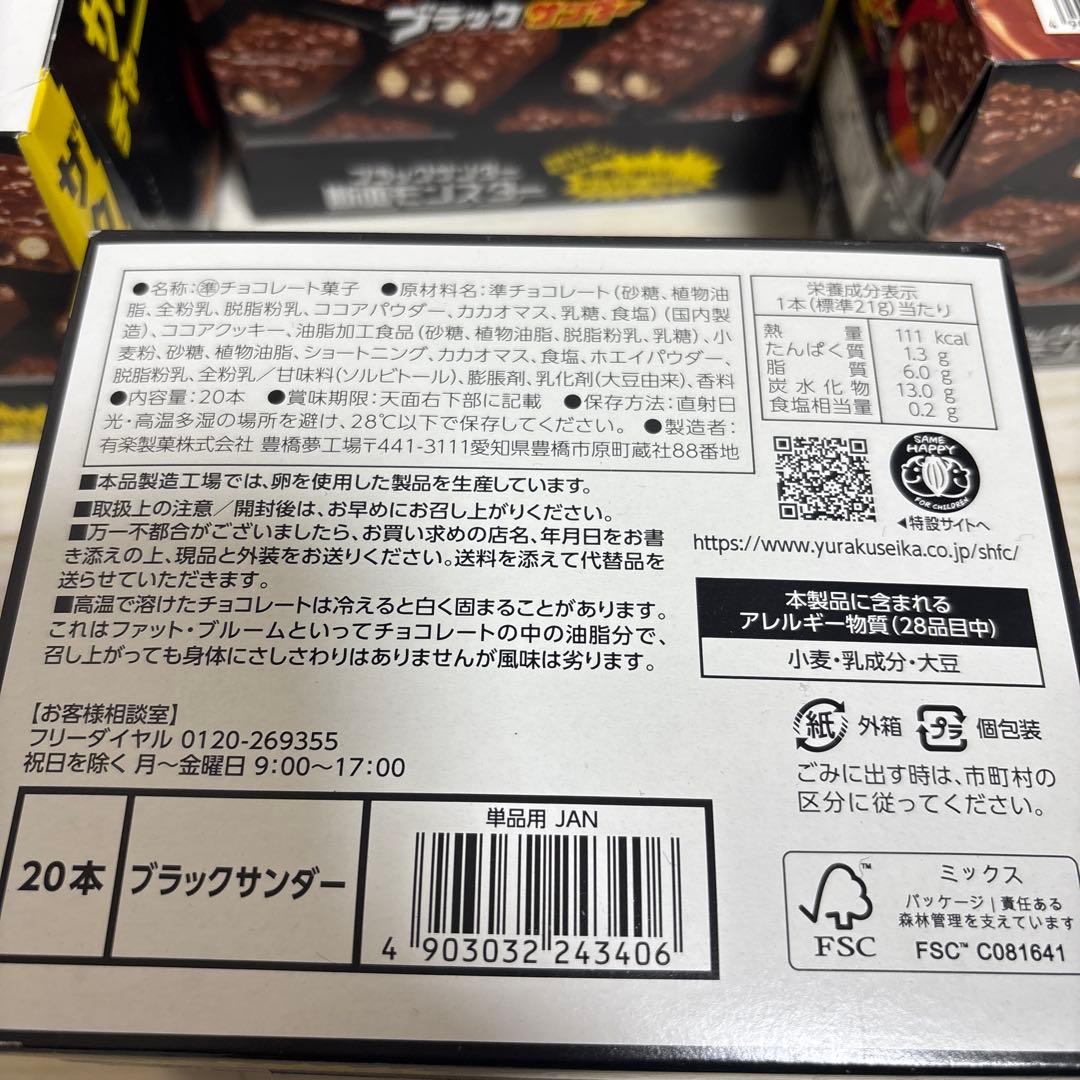 ブラックサンダー
ブラックサンダー
断面モンスター
●名称：準チョコレート菓子 ●原材料名：準チョコレート（砂糖、植物油
脂、全粉乳、脱脂粉乳、ココアパウダー、カカオマス、乳糖、食塩）（国内製
造）、ココアクッキー、油脂加工食品（砂糖、植物油脂、脱脂粉乳、乳糖）、小
麦粉、砂糖、植物油脂、ショートニング、カカオマス、食塩、ホエイパウダー、
脱脂粉乳、全粉乳／甘味料（ソルビトール）、膨脹剤、乳化剤（大豆由来）、香料
●内容量：20本 ●賞味期限：天面右下部に記載 ●保存方法：直射日
光・高温多湿の場所を避け、28℃以下で保存してください。 ●製造者：
有楽製菓株式会社 豊橋夢工場〒441-3111愛知県豊橋市原町蔵社88番地
栄養成分表示
1本（標準21g）当たり
熱量 111 kcal
たんぱく質 1.3 g
脂質 6.0 g
炭水化物 13.0 g
食塩相当量 0.2 g
SAME
HAPPY
FOR CHILDREN
◀特設サイトへ
https://www.yurakuseika.co.jp/shfc/
■本品製造工場では、卵を使用した製品を生産しています。
■取扱上の注意／開封後は、お早めにお召し上がりください。
■万一不都合がございましたら、お買い求めの店名、年月日をお書
き添えの上、現品と外装をお送りください。送料を添えて代替品を
送らせていただきます。
■高温で溶けたチョコレートは冷えると白く固まることがあります。
これはファット・ブルームといってチョコレートの中の油脂分で、
召し上がっても身体にさしさわりはありませんが風味は劣ります。
本製品に含まれる
アレルギー物質（28品目中）
小麦・乳成分・大豆
【お客様相談室】
フリーダイヤル 0120-269355
祝日を除く 月～金曜日 9:00～17:00
紙 外箱 プラ 個包装
ごみに出す時は、市町村の
区分に従ってください。
20本 ブラックサンダー
単品用 JAN
4 903032 243406
FSC
ミックス
パッケージ｜責任ある
森林管理を支えています
FSC™ C081641